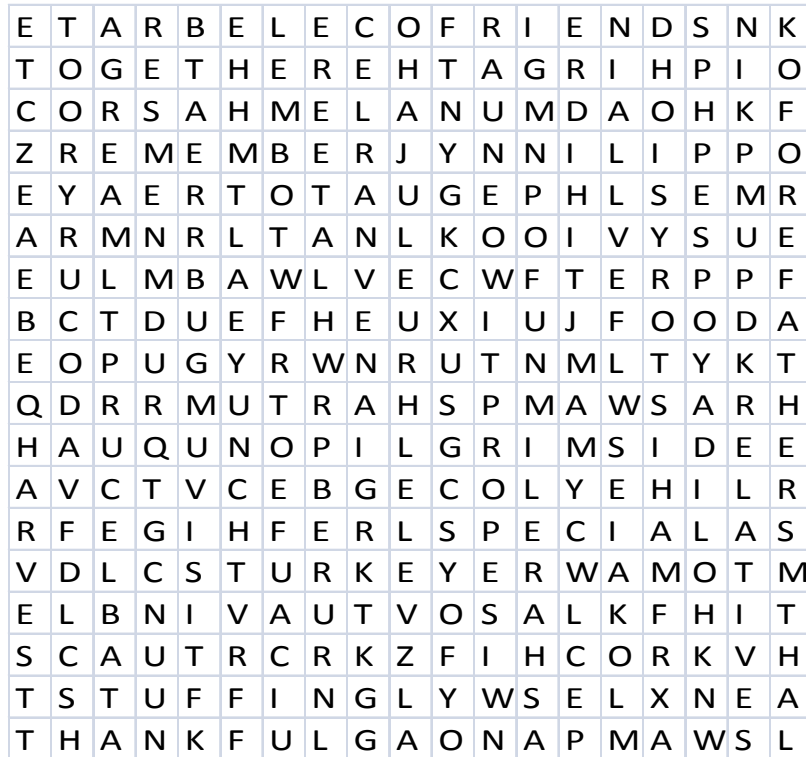 E T A R B E L E C O F R I E N D S N K
T O G E T H E R E H T A G R I H P I O
C O R S A H M E L A N U M D A O H K F
Z R E M E M B E R J Y N N I L I P P O
E Y A E R T O T A U G E P H L S E M R
A R M N R L T A N L K O O I V Y S U E
E U L M B A W L V E C W F T E R P P F
B C T D U E F H E U X I U J F O O D A
E O P U G Y R W N R U T N M L T Y K T
Q D R R M U T R A H S P M A W S A R H
H A U Q U N O P I L G R I M S I D E E
A V C T V C E B G E C O L Y E H I L R
R F E G I H F E R L S P E C I A L A S
V D L C S T U R K E Y E R W A M O T M
E L B N I V A U T V O S A L K F H I T
S C A U T R C R K Z F I H C O R K V H
T S T U F F I N G L Y W S E L X N E A
T H A N K F U L G A O N A P M A W S L